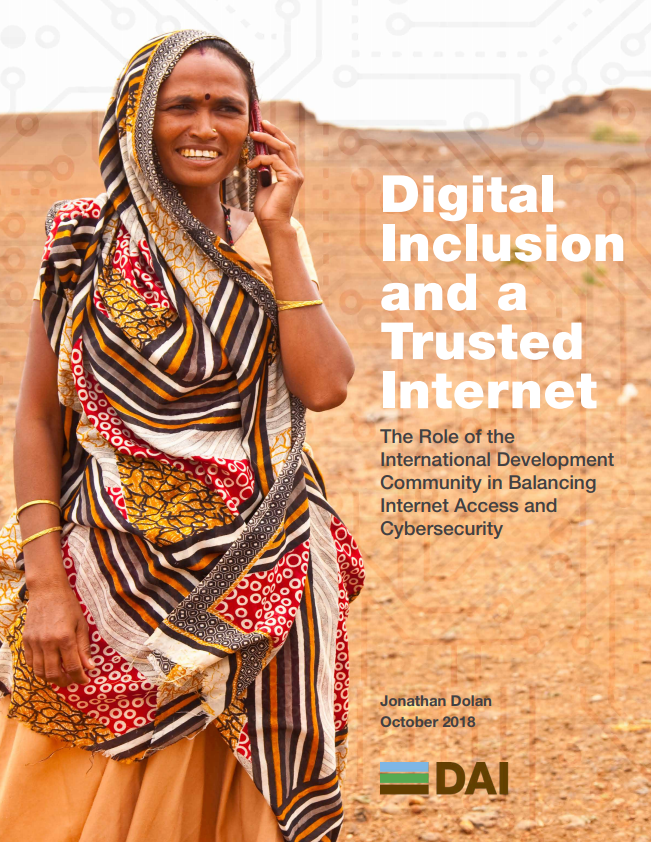 Digital
Inclusion
and a
Trusted
Internet
The Role of the
International Development
Community in Balancing
Internet Access and
Cybersecurity
Jonathan Dolan
October 2018
DAI